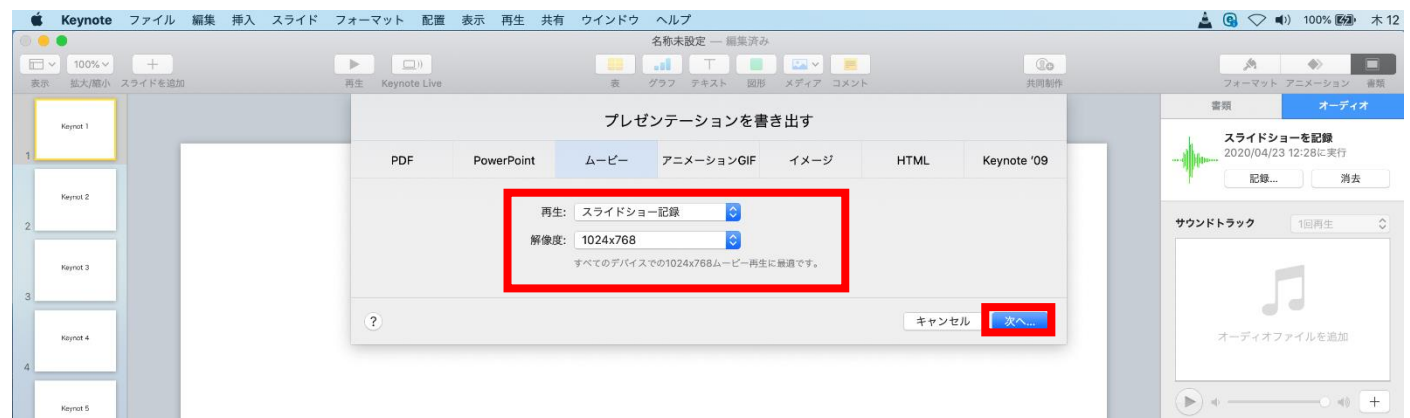 Keynote ファイル 編集 挿入 スライド フォーマット 配置 表示 再生 共有 ウインドウ ヘルプ 100% 木 12
名称未設定 — 編集済み
100%
表示 拡大/縮小 スライドを追加 再生 Keynote Live 表 グラフ テキスト 図形 メディア コメント 共同制作 フォーマット アニメーション 書類
書類 オーディオ
プレゼンテーションを書き出す
PDF PowerPoint ムービー アニメーションGIF イメージ HTML Keynote '09
再生: スライドショー記録
解像度: 1024x768
すべてのデバイスでの1024x768ムービー再生に最適です。
? キャンセル 次へ...
Keynot 1
1
Keynot 2
2
Keynot 3
3
Keynot 4
4
Keynot 5
スライドショーを記録
2020/04/23 12:28に実行
記録... 消去
サウンドトラック 1回再生
オーディオファイルを追加